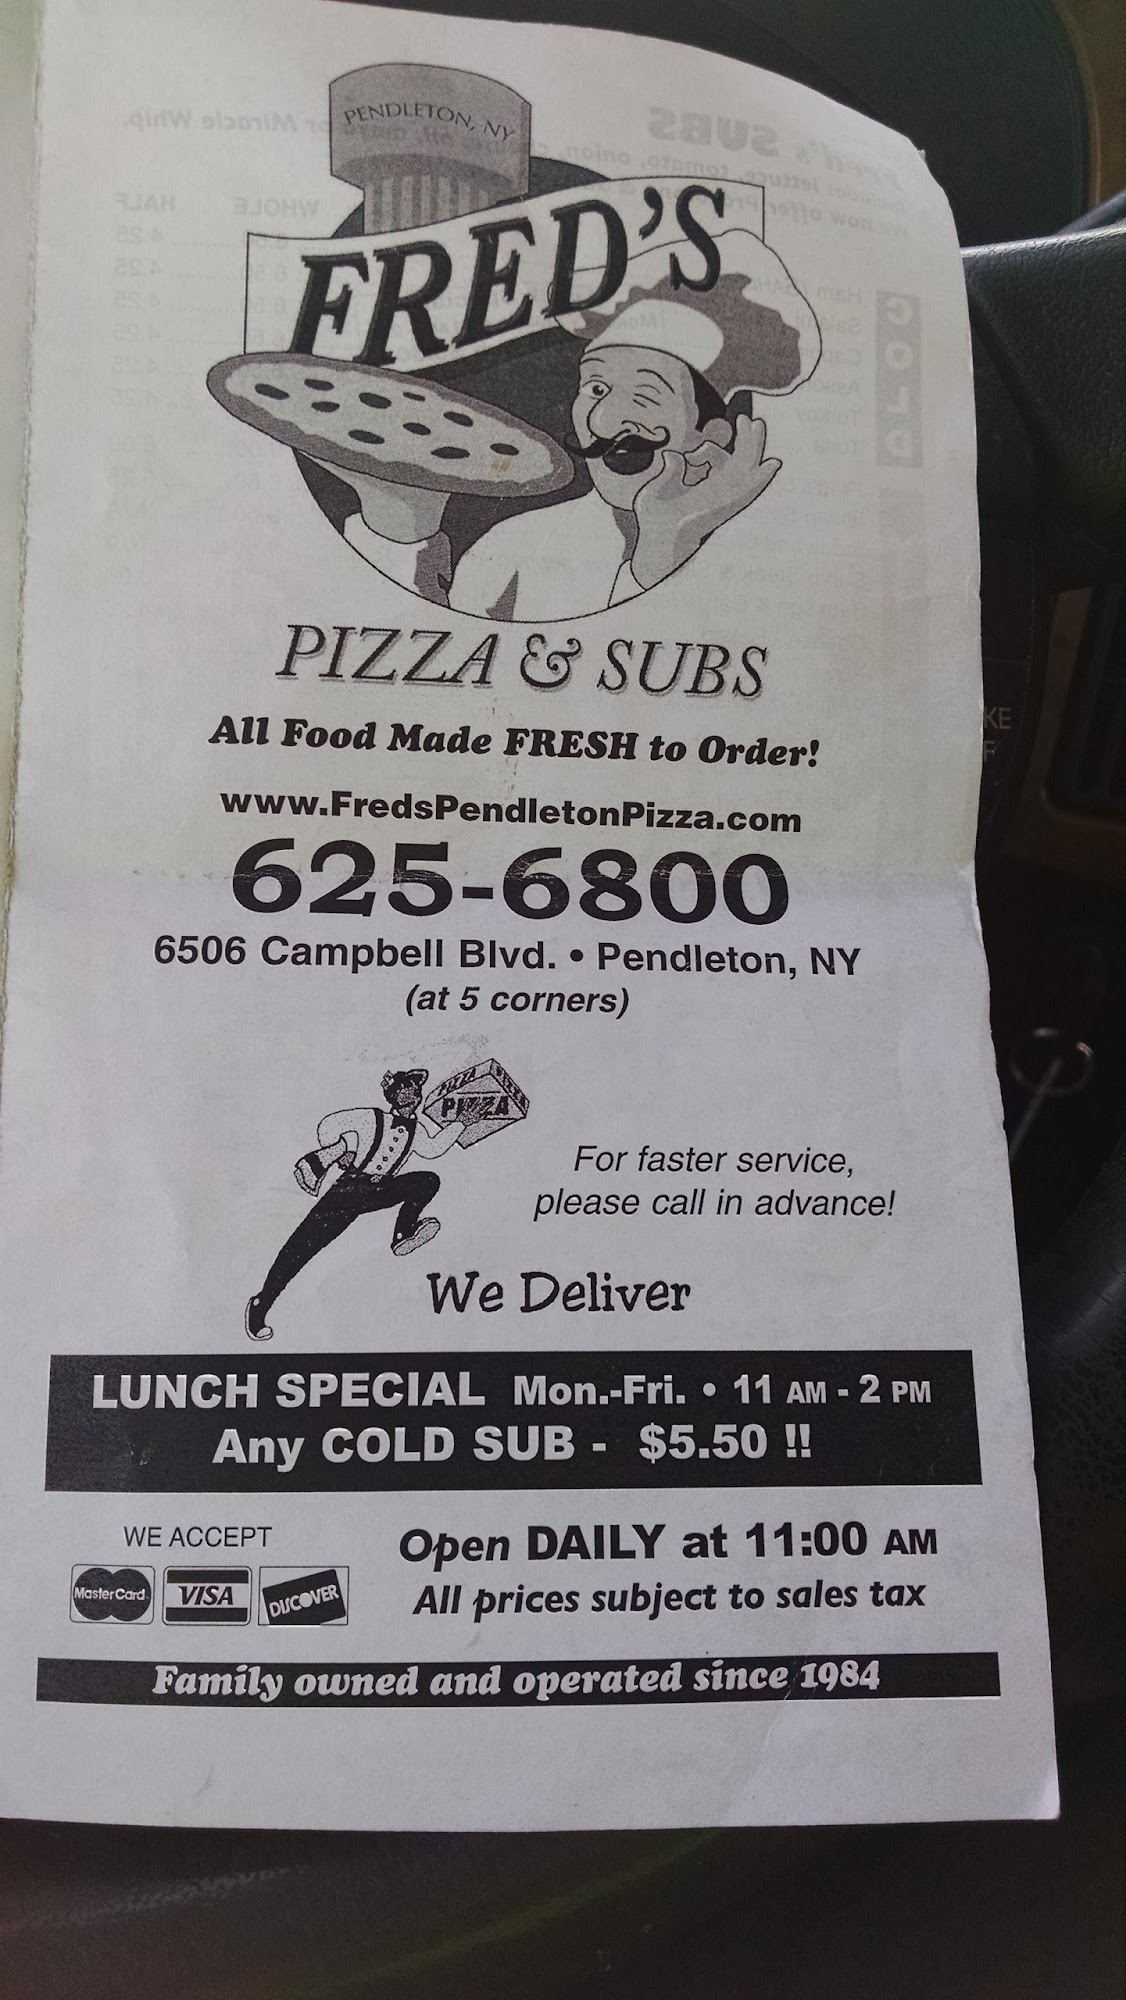 PENDLETON, NY
FRED'S
PIZZA & SUBS
All Food Made FRESH to Order!
www.FredsPendletonPizza.com
625-6800
6506 Campbell Blvd. • Pendleton, NY
(at 5 corners)
PIZZA
PIZZA
For faster service,
please call in advance!
We Deliver
LUNCH SPECIAL Mon.-Fri. • 11 AM - 2 PM
Any COLD SUB - $5.50 !!
WE ACCEPT
MasterCard VISA DISCOVER
Open DAILY at 11:00 AM
All prices subject to sales tax
Family owned and operated since 1984